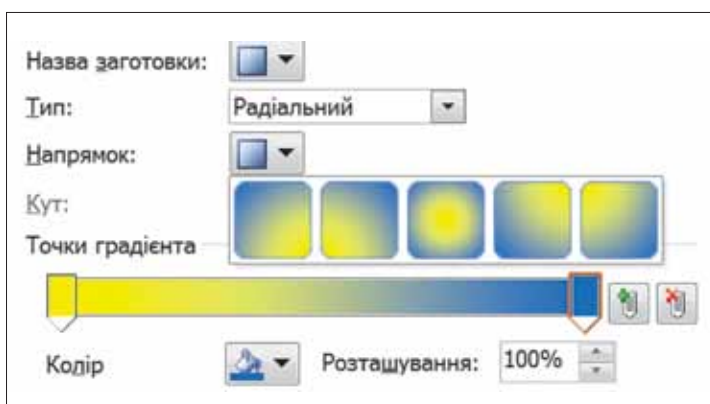 Назва заготовки:
Тип:
Радіальний
Напрямок:
Кут:
Точки градієнта
Колір
Розташування:
100%